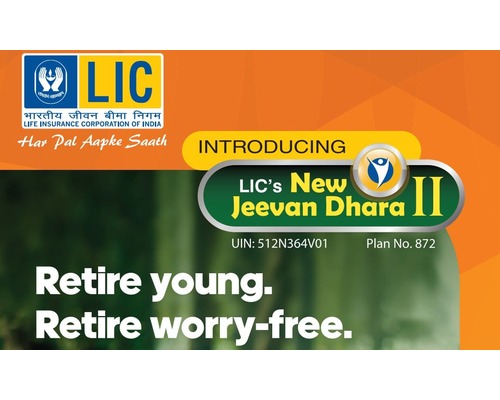 LIC
भारतीय जीवन बीमा निगम
LIFE INSURANCE CORPORATION OF INDIA
Har Pal Aapke Saath
INTRODUCING
LIC's New
Jeevan Dhara II
UIN: 512N364V01 Plan No. 872
Retire young.
Retire worry-free.